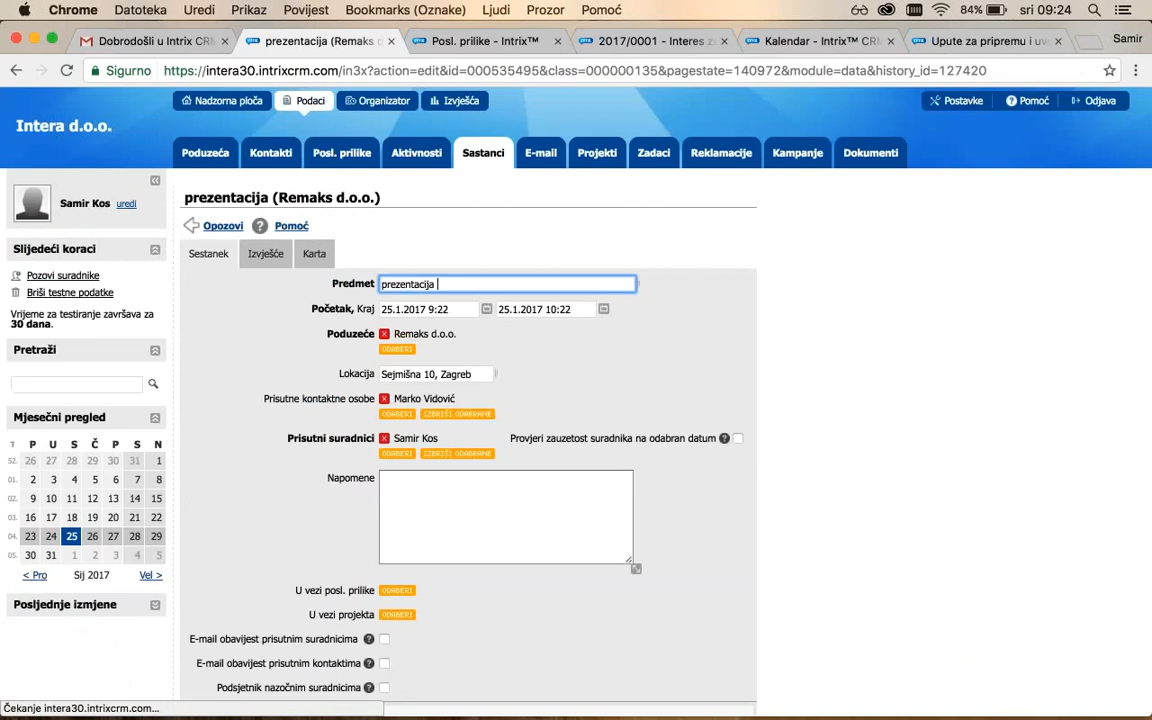 Chrome Datoteka Uredi Prikaz Povijest Bookmarks (Oznake) Ljudi Prozor Pomoć 84% sri 09:24
Dobrodošli u Intrix CRM × prezentacija (Remaks d × Posl. prilike - Intrix™ × 2017/0001 - Interes z × Kalendar - Intrix™ CRM × Upute za pripremu i uv × Samir
Sigurno https://intera30.intrixcrm.com/in3x?action=edit&id=000535495&class=000000135&pagestate=140972&module=data&history_id=127420
Nadzorna ploča Podaci Organizator Izvješća Postavke Pomoć Odjava
Intera d.o.o.
Poduzeća Kontakti Posl. prilike Aktivnosti Sastanci E-mail Projekti Zadaci Reklamacije Kampanje Dokumenti
Samir Kos uredi
Slijedeći koraci
Pozovi suradnike
Briši testne podatke
Vrijeme za testiranje završava za
30 dana.
Pretraži
Mjesečni pregled
T P U S Č P S N
52. 26 27 28 29 30 31 1
01. 2 3 4 5 6 7 8
02. 9 10 11 12 13 14 15
03. 16 17 18 19 20 21 22
04. 23 24 25 26 27 28 29
05. 30 31 1 2 3 4 5
< Pro Sij 2017 Vel >
Posljednje izmjene
prezentacija (Remaks d.o.o.)
Opozovi ? Pomoć
Sestanek Izvješće Karta
Predmet prezentacija
Početak, Kraj 25.1.2017 9:22 25.1.2017 10:22
Poduzeće x Remaks d.o.o.
ODABERI
Lokacija Sejmišna 10, Zagreb
Prisutne kontaktne osobe x Marko Vidović
ODABERI IZBRIŠI ODABRANE
Prisutni suradnici x Samir Kos Provjeri zauzetost suradnika na odabran datum ?
ODABERI IZBRIŠI ODABRANE
Napomene
U vezi posl. prilike ODABERI
U vezi projekta ODABERI
E-mail obavijest prisutnim suradnicima ?
E-mail obavijest prisutnim kontaktima ?
Podsjetnik nazočnim suradnicima ?
Čekanje intera30.intrixcrm.com...